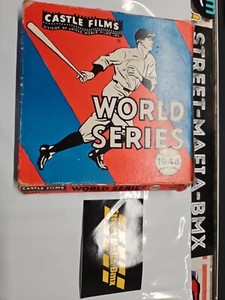 CASTLE FILMS
WORLD
SERIES
1948
CASTLE FILMS
WORLD SERIES
STREET-MAFIA-BMX